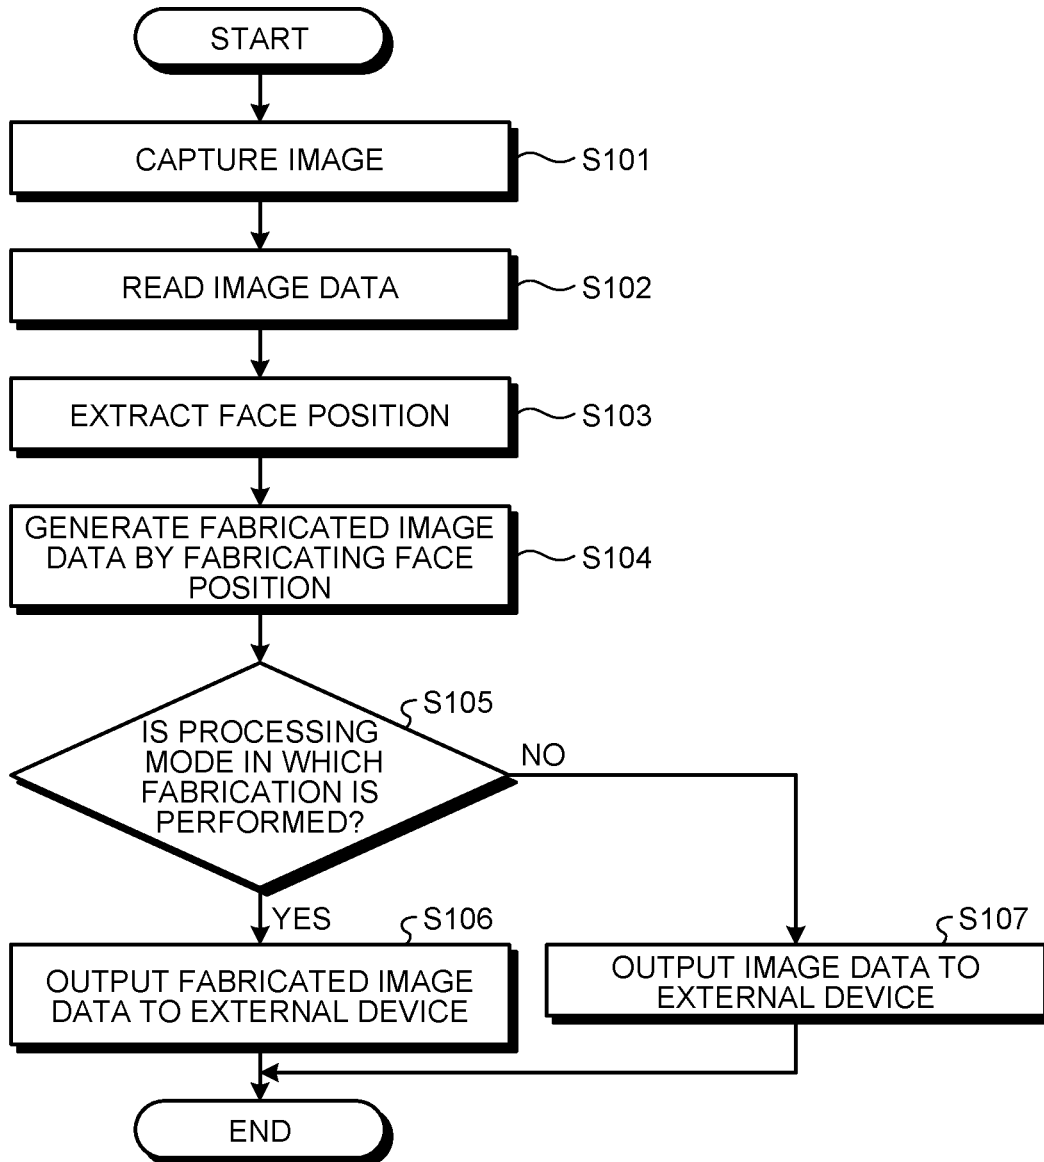 START
CAPTURE IMAGE
S101
READ IMAGE DATA
S102
EXTRACT FACE POSITION
S103
GENERATE FABRICATED IMAGE
DATA BY FABRICATING FACE
POSITION
S104
S105
IS PROCESSING
MODE IN WHICH
FABRICATION IS
PERFORMED?
NO
YES
S106
OUTPUT FABRICATED IMAGE
DATA TO EXTERNAL DEVICE
S107
OUTPUT IMAGE DATA TO
EXTERNAL DEVICE
END